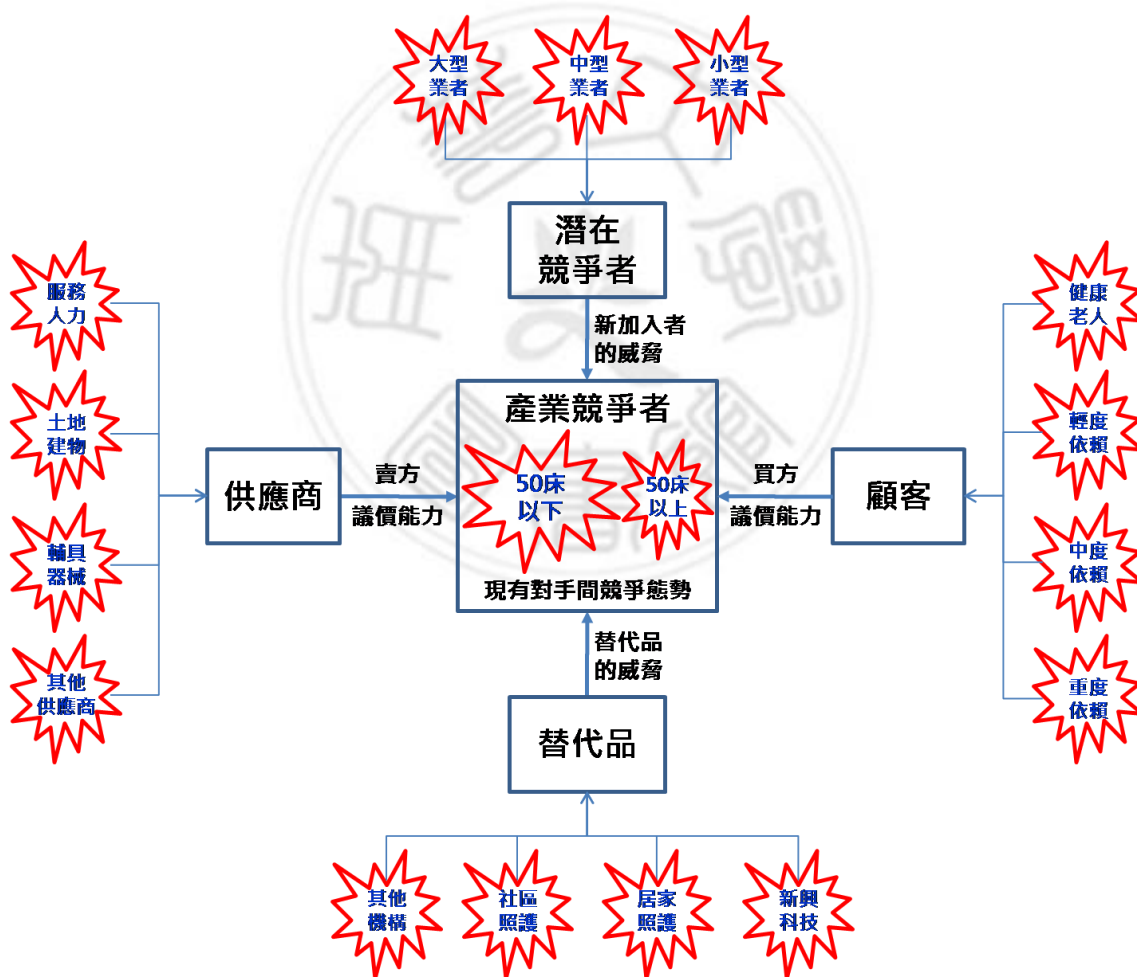 大型
業者
中型
業者
小型
業者
潛在
競爭者
新加入者
的威脅
服務
人力
土地
建物
輔具
器械
其他
供應商
供應商
賣方
議價能力
產業競爭者
50床
以下
50床
以上
現有對手間競爭態勢
買方
議價能力
顧客
健康
老人
輕度
依賴
中度
依賴
重度
依賴
替代品
的威脅
替代品
其他
機構
社區
照護
居家
照護
新興
科技